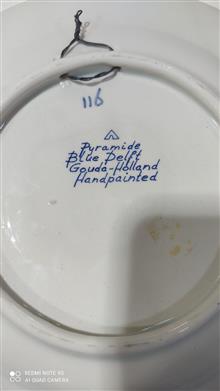 116
Pyramide
Blue Delft
Gouda-Holland
Handpainted
REDMI NOTE 9S
AI QUAD CAMERA